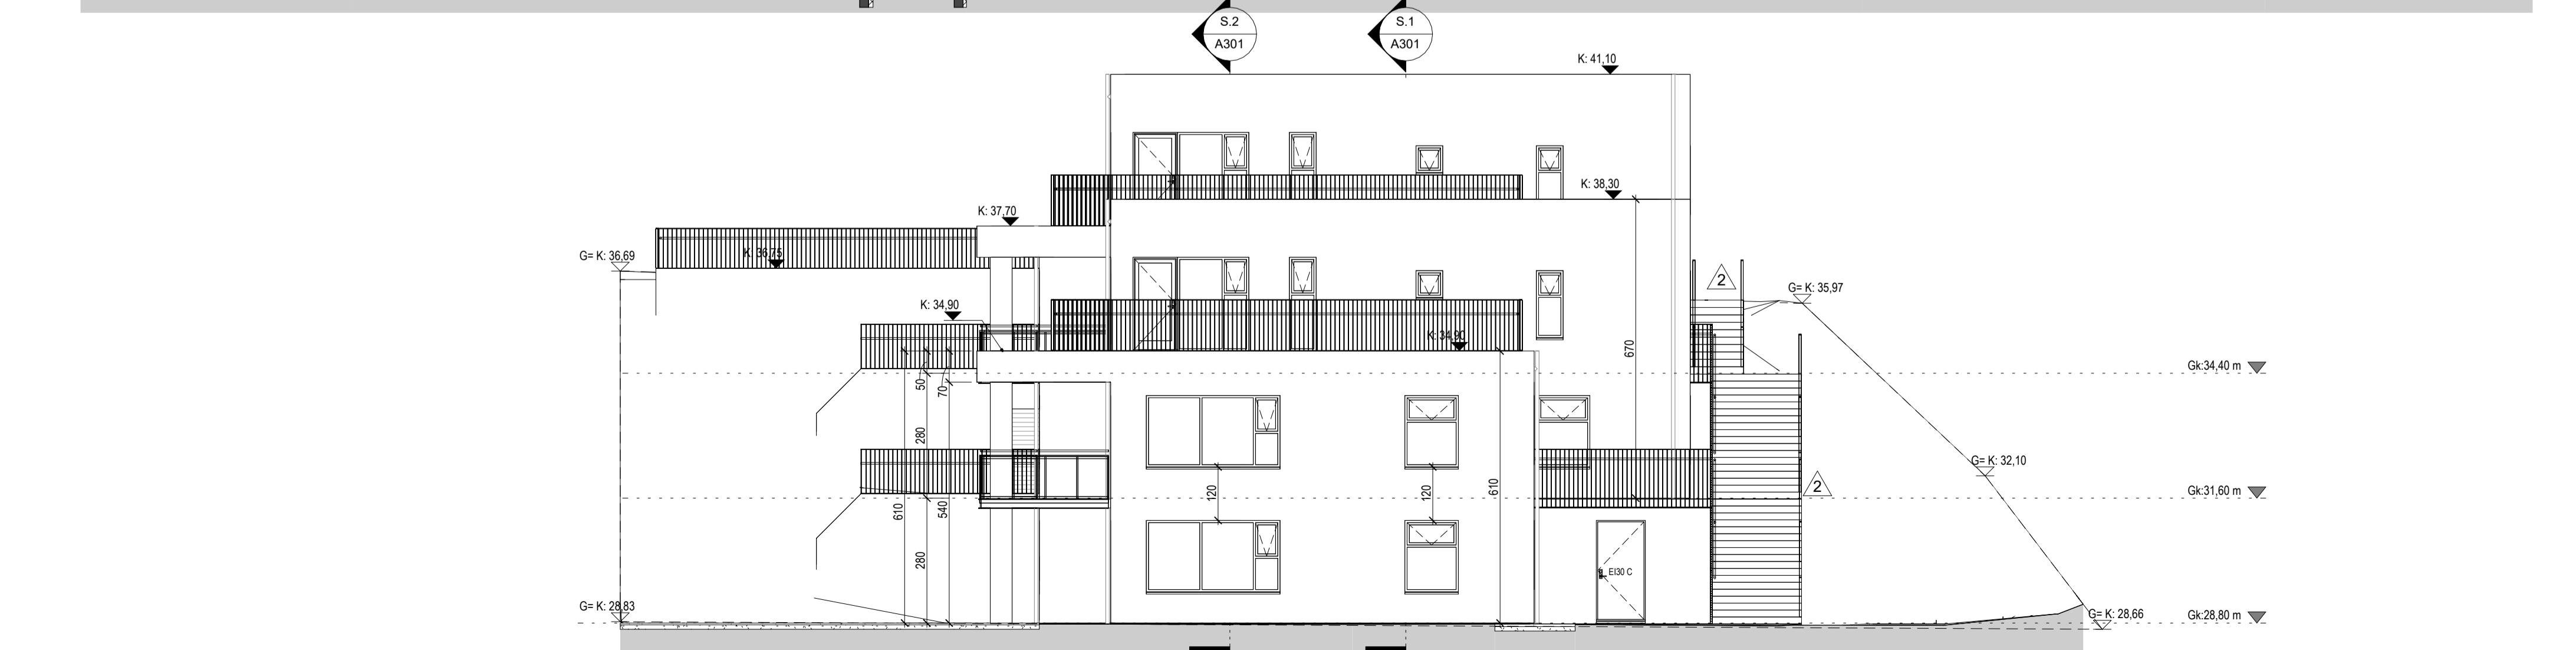 S.2
A301
S.1
A301
K: 41,10
K: 38,30
K: 37,70
G= K: 36,69
K: 36,75
2
G= K: 35,97
K: 34,90
K: 34,90
670
Gk:34,40 m
50
70
280
G= K: 32,10
2
Gk:31,60 m
120
120
610
610
540
280
EI30 C
G= K: 28,83
G= K: 28,66
Gk:28,80 m